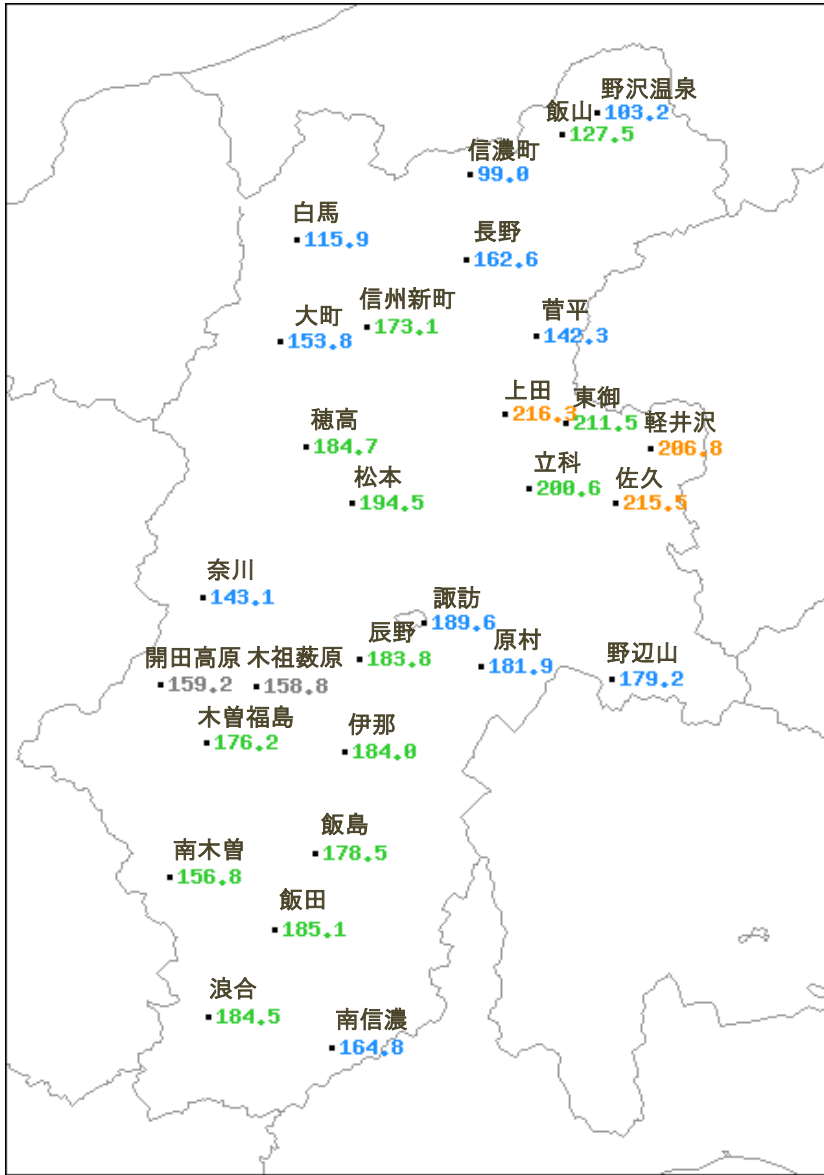 野沢温泉
103.2
飯山
127.5
信濃町
99.0
白馬
115.9
長野
162.6
信州新町
173.1
大町
153.8
菅平
142.3
上田
216.3
東御
211.5
軽井沢
206.8
穂高
184.7
松本
194.5
立科
200.6
佐久
215.5
奈川
143.1
諏訪
189.6
辰野
183.8
原村
181.9
野辺山
179.2
開田高原
159.2
木祖薮原
158.8
木曽福島
176.2
伊那
184.0
飯島
178.5
南木曽
156.8
飯田
185.1
浪合
184.5
南信濃
164.8